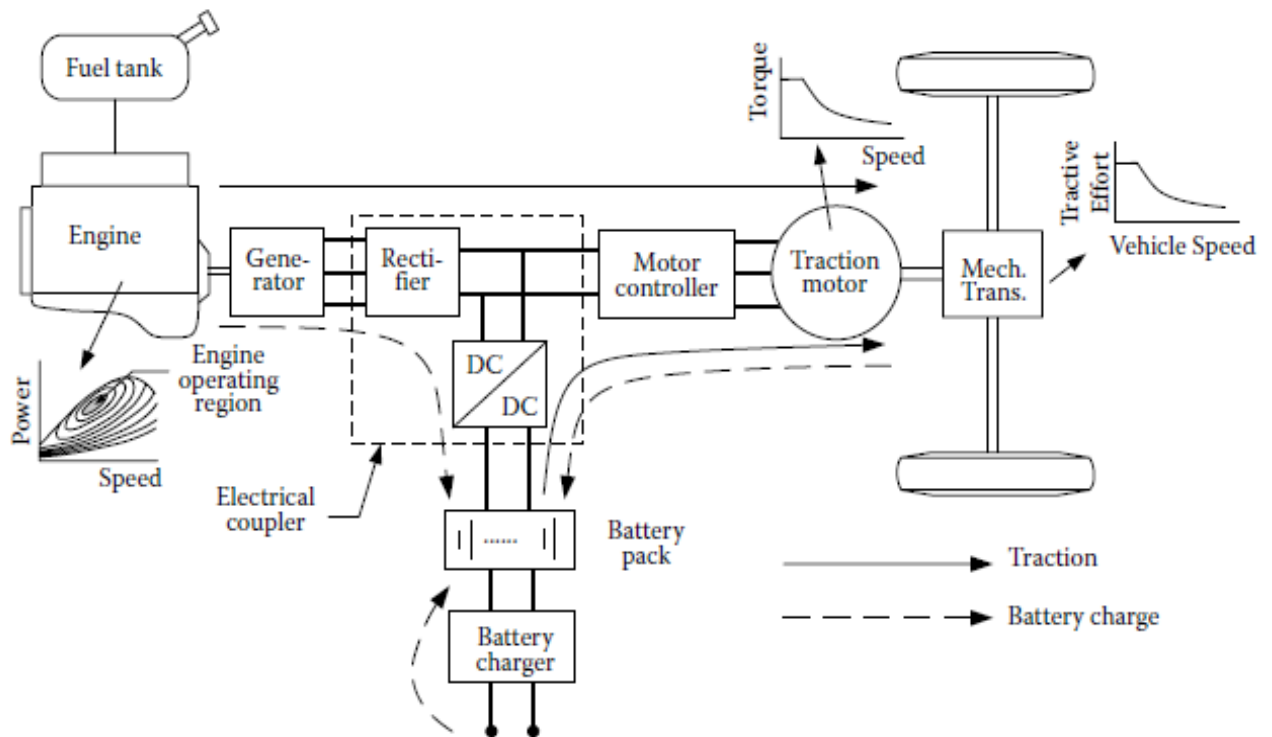 Fuel tank
Torque
Speed
Tractive
Effort
Vehicle Speed
Engine
Gene-
rator
Recti-
fier
Motor
controller
Traction
motor
Mech.
Trans.
Engine
operating
region
DC
DC
Power
Speed
Electrical
coupler
Battery
pack
Traction
Battery charge
Battery
charger